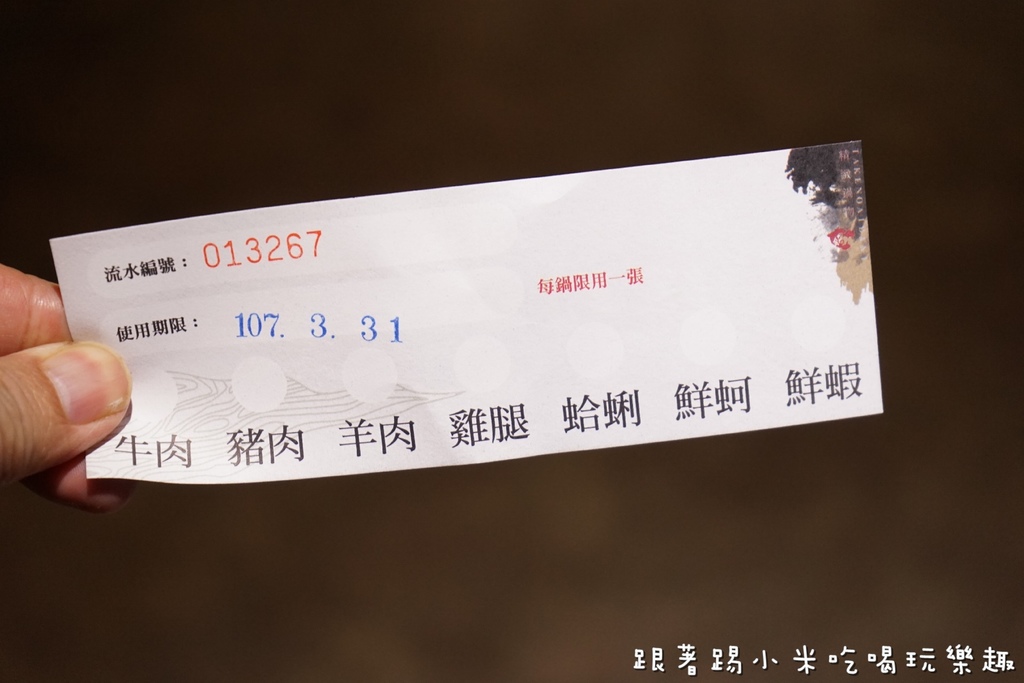 流水編號：013267
使用期限：107. 3. 31
每鍋限用一張
牛肉 豬肉 羊肉 雞腿 蛤蜊 鮮蚵 鮮蝦
跟著踢小米吃喝玩樂趣